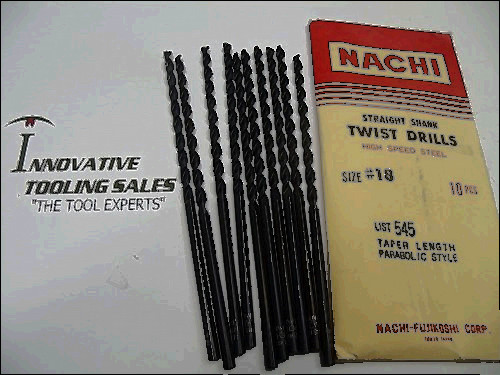 INNOVATIVE
TOOLING SALES
"THE TOOL EXPERTS"
NACHI
STRAIGHT SHANK
TWIST DRILLS
HIGH SPEED STEEL
SIZE #18
10 PCS
LIST 545
TAPER LENGTH
PARABOLIC STYLE
NACHI-FUJIKOSHI CORP